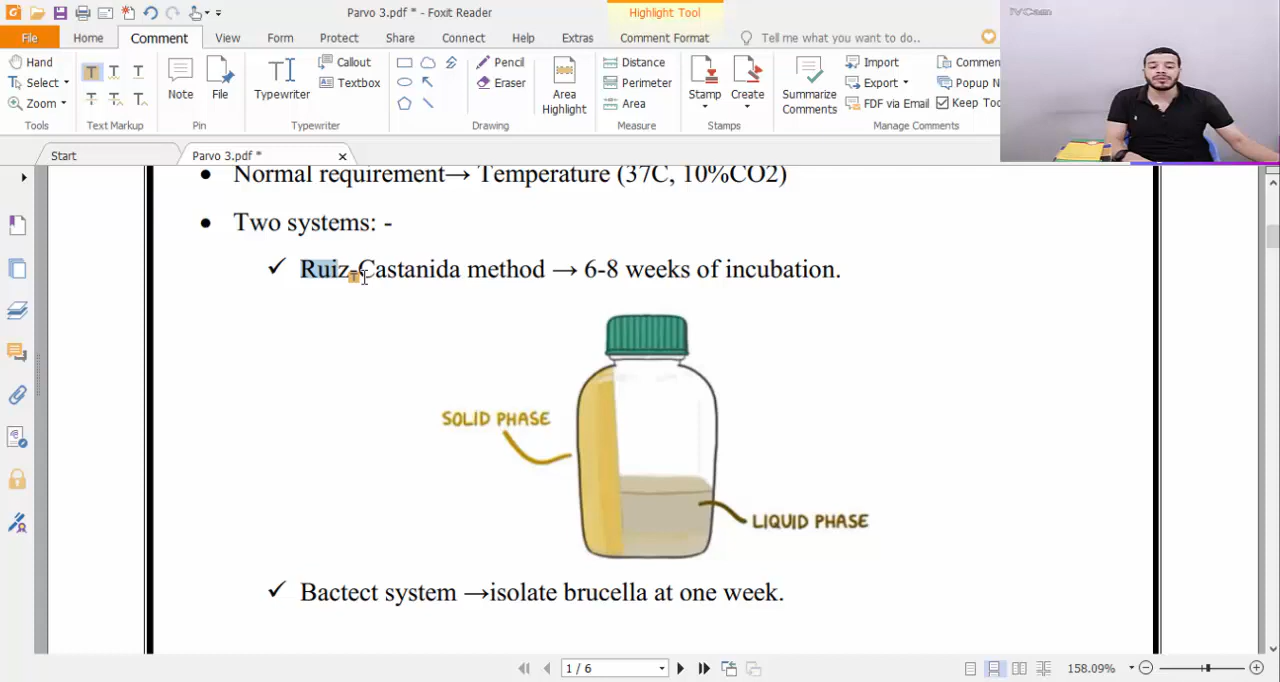 Parvo 3.pdf * - Foxit Reader
Highlight Tool
iVCam
File Home Comment View Form Protect Share Connect Help Extras Comment Format Tell me what you want to do..
Hand
Select
Zoom
Tools
Text Markup
Note
File
Pin
Typewriter
Callout
Textbox
Typewriter
Pencil
Eraser
Drawing
Area Highlight
Distance
Perimeter
Area
Measure
Stamp
Create
Stamps
Summarize Comments
Import
Export
FDF via Email
Manage Comments
Commen
Popup N
Keep Too
Start
Parvo 3.pdf *
Normal requirement→ Temperature (37C, 10%CO2)
Two systems: -
Ruiz-Castanida method → 6-8 weeks of incubation.
SOLID PHASE
LIQUID PHASE
Bactect system →isolate brucella at one week.
1 / 6
158.09%